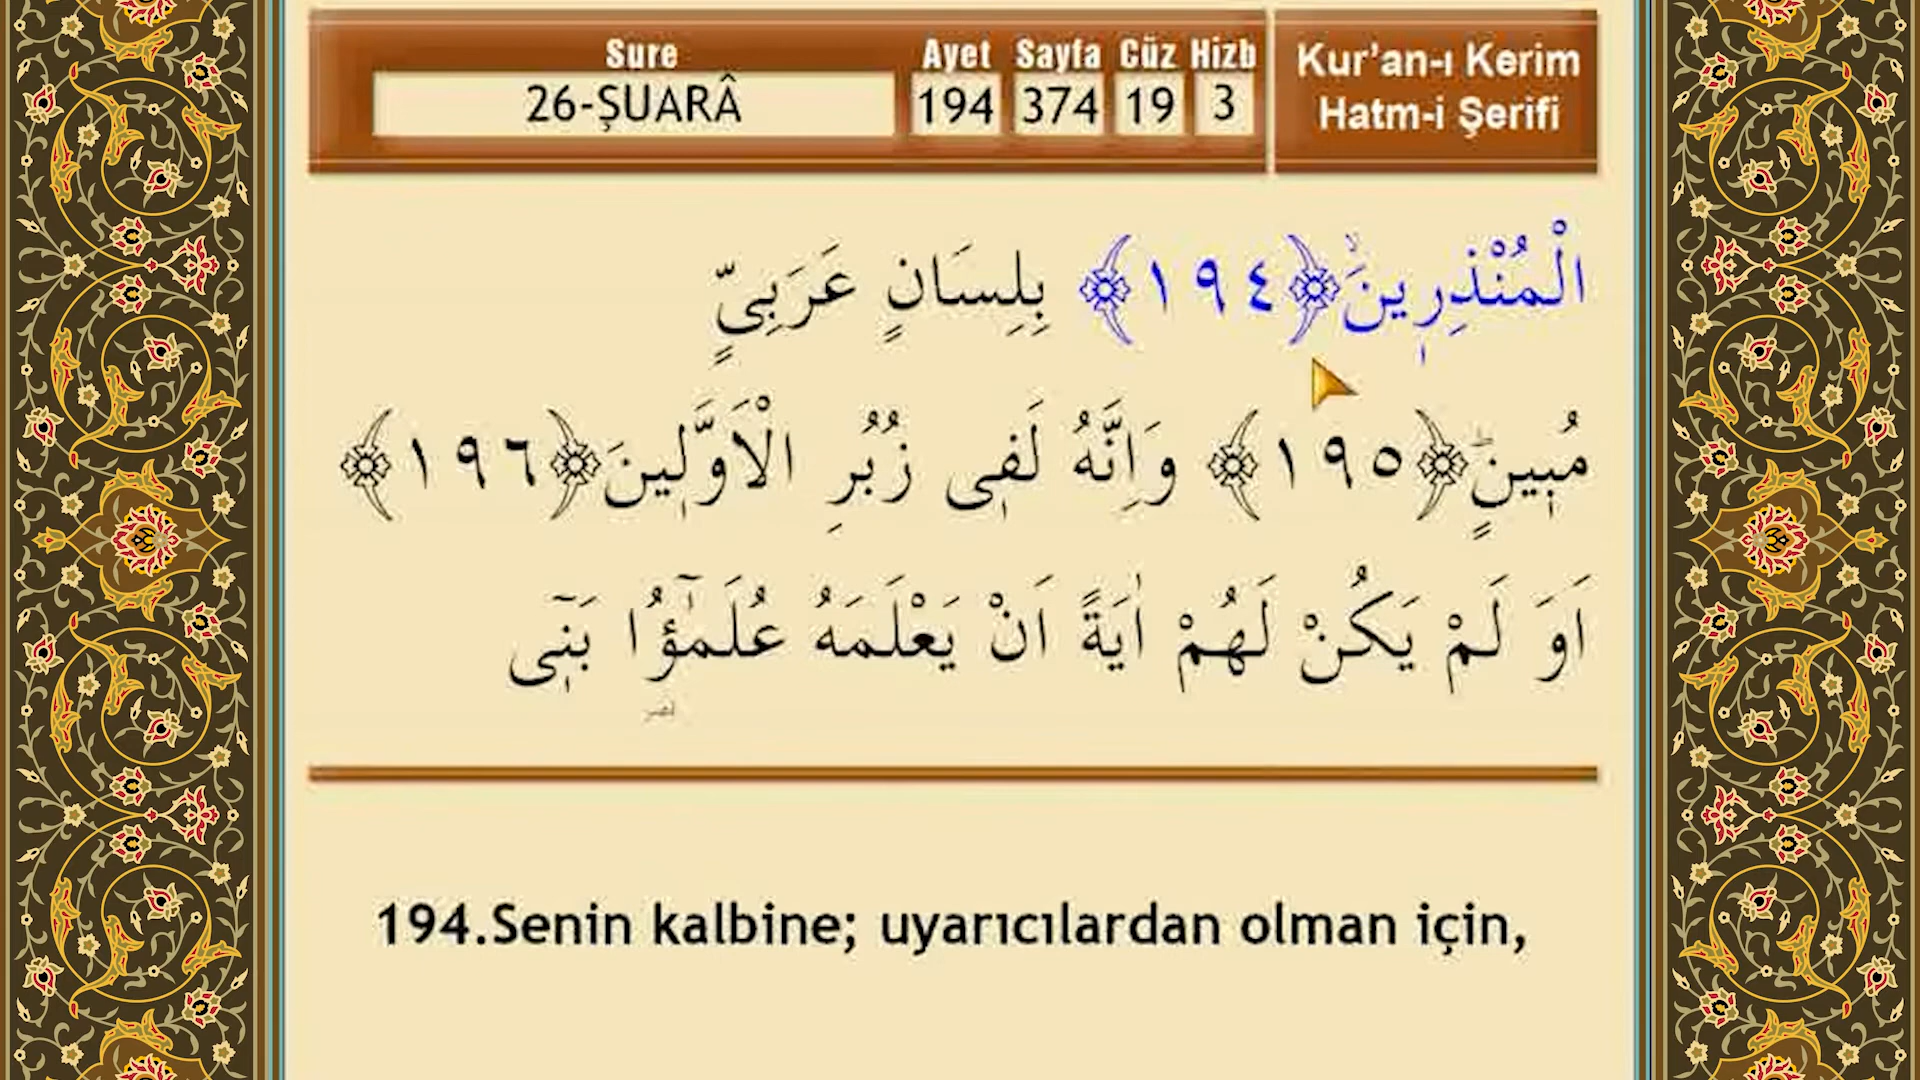 Sure Ayet Sayfa Cüz Hizb
26-ŞUARÂ 194 374 19 3
Kur’an-ı Kerim
Hatm-i Şerifi
الْمُنْذِرٖينَۙ ﴿١٩٤﴾ بِلِسَانٍ عَرَبِىٍّ
مُبٖينٍۜ ﴿١٩٥﴾ وَاِنَّهُ لَفٖى زُبُرِ الْاَوَّلٖينَ ﴿١٩٦﴾
اَوَ لَمْ يَكُنْ لَهُمْ اٰيَةً اَنْ يَعْلَمَهُ عُلَمٰٓؤُا بَنٖٓى
194.Senin kalbine; uyarıcılardan olman için,